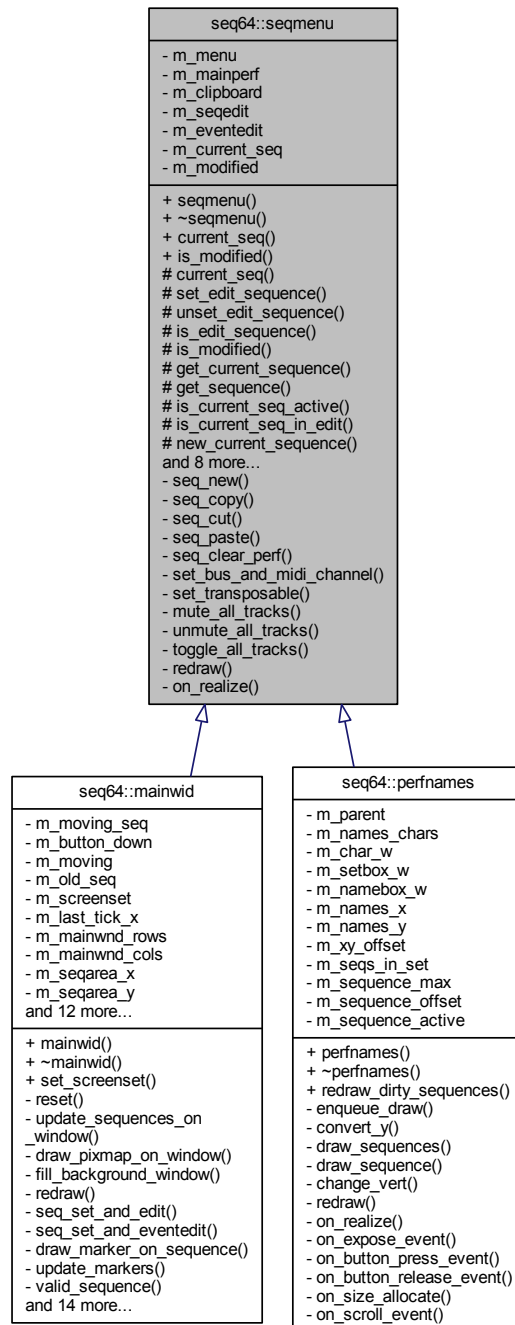 seq64::seqmenu
- m_menu
- m_mainperf
- m_clipboard
- m_seqedit
- m_eventedit
- m_current_seq
- m_modified
+ seqmenu()
+ ~seqmenu()
+ current_seq()
+ is_modified()
# current_seq()
# set_edit_sequence()
# unset_edit_sequence()
# is_edit_sequence()
# is_modified()
# get_current_sequence()
# get_sequence()
# is_current_seq_active()
# is_current_seq_in_edit()
# new_current_sequence()
and 8 more...
- seq_new()
- seq_copy()
- seq_cut()
- seq_paste()
- seq_clear_perf()
- set_bus_and_midi_channel()
- set_transposable()
- mute_all_tracks()
- unmute_all_tracks()
- toggle_all_tracks()
- redraw()
- on_realize()
seq64::mainwid
- m_moving_seq
- m_button_down
- m_moving
- m_old_seq
- m_screenset
- m_last_tick_x
- m_mainwnd_rows
- m_mainwnd_cols
- m_seqarea_x
- m_seqarea_y
and 12 more...
+ mainwid()
+ ~mainwid()
+ set_screenset()
- reset()
- update_sequences_on
_window()
- draw_pixmap_on_window()
- fill_background_window()
- redraw()
- seq_set_and_edit()
- seq_set_and_eventedit()
- draw_marker_on_sequence()
- update_markers()
- valid_sequence()
and 14 more...
seq64::perfnames
- m_parent
- m_names_chars
- m_char_w
- m_setbox_w
- m_namebox_w
- m_names_x
- m_names_y
- m_xy_offset
- m_seqs_in_set
- m_sequence_max
- m_sequence_offset
- m_sequence_active
+ perfnames()
+ ~perfnames()
+ redraw_dirty_sequences()
- enqueue_draw()
- convert_y()
- draw_sequences()
- draw_sequence()
- change_vert()
- redraw()
- on_realize()
- on_expose_event()
- on_button_press_event()
- on_button_release_event()
- on_size_allocate()
- on_scroll_event()